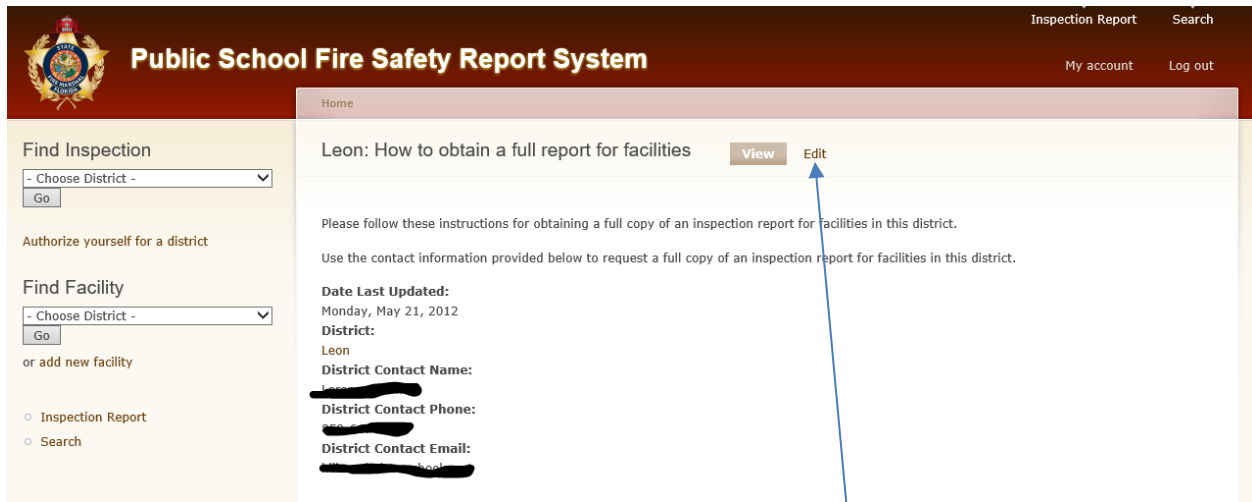 Inspection Report Search
Public School Fire Safety Report System
My account Log out
Home
Find Inspection
- Choose District -
Go
Authorize yourself for a district
Find Facility
- Choose District -
Go
or add new facility
Inspection Report
Search
Leon: How to obtain a full report for facilities View Edit
Please follow these instructions for obtaining a full copy of an inspection report for facilities in this district.
Use the contact information provided below to request a full copy of an inspection report for facilities in this district.
Date Last Updated:
Monday, May 21, 2012
District:
Leon
District Contact Name:
District Contact Phone:
District Contact Email: